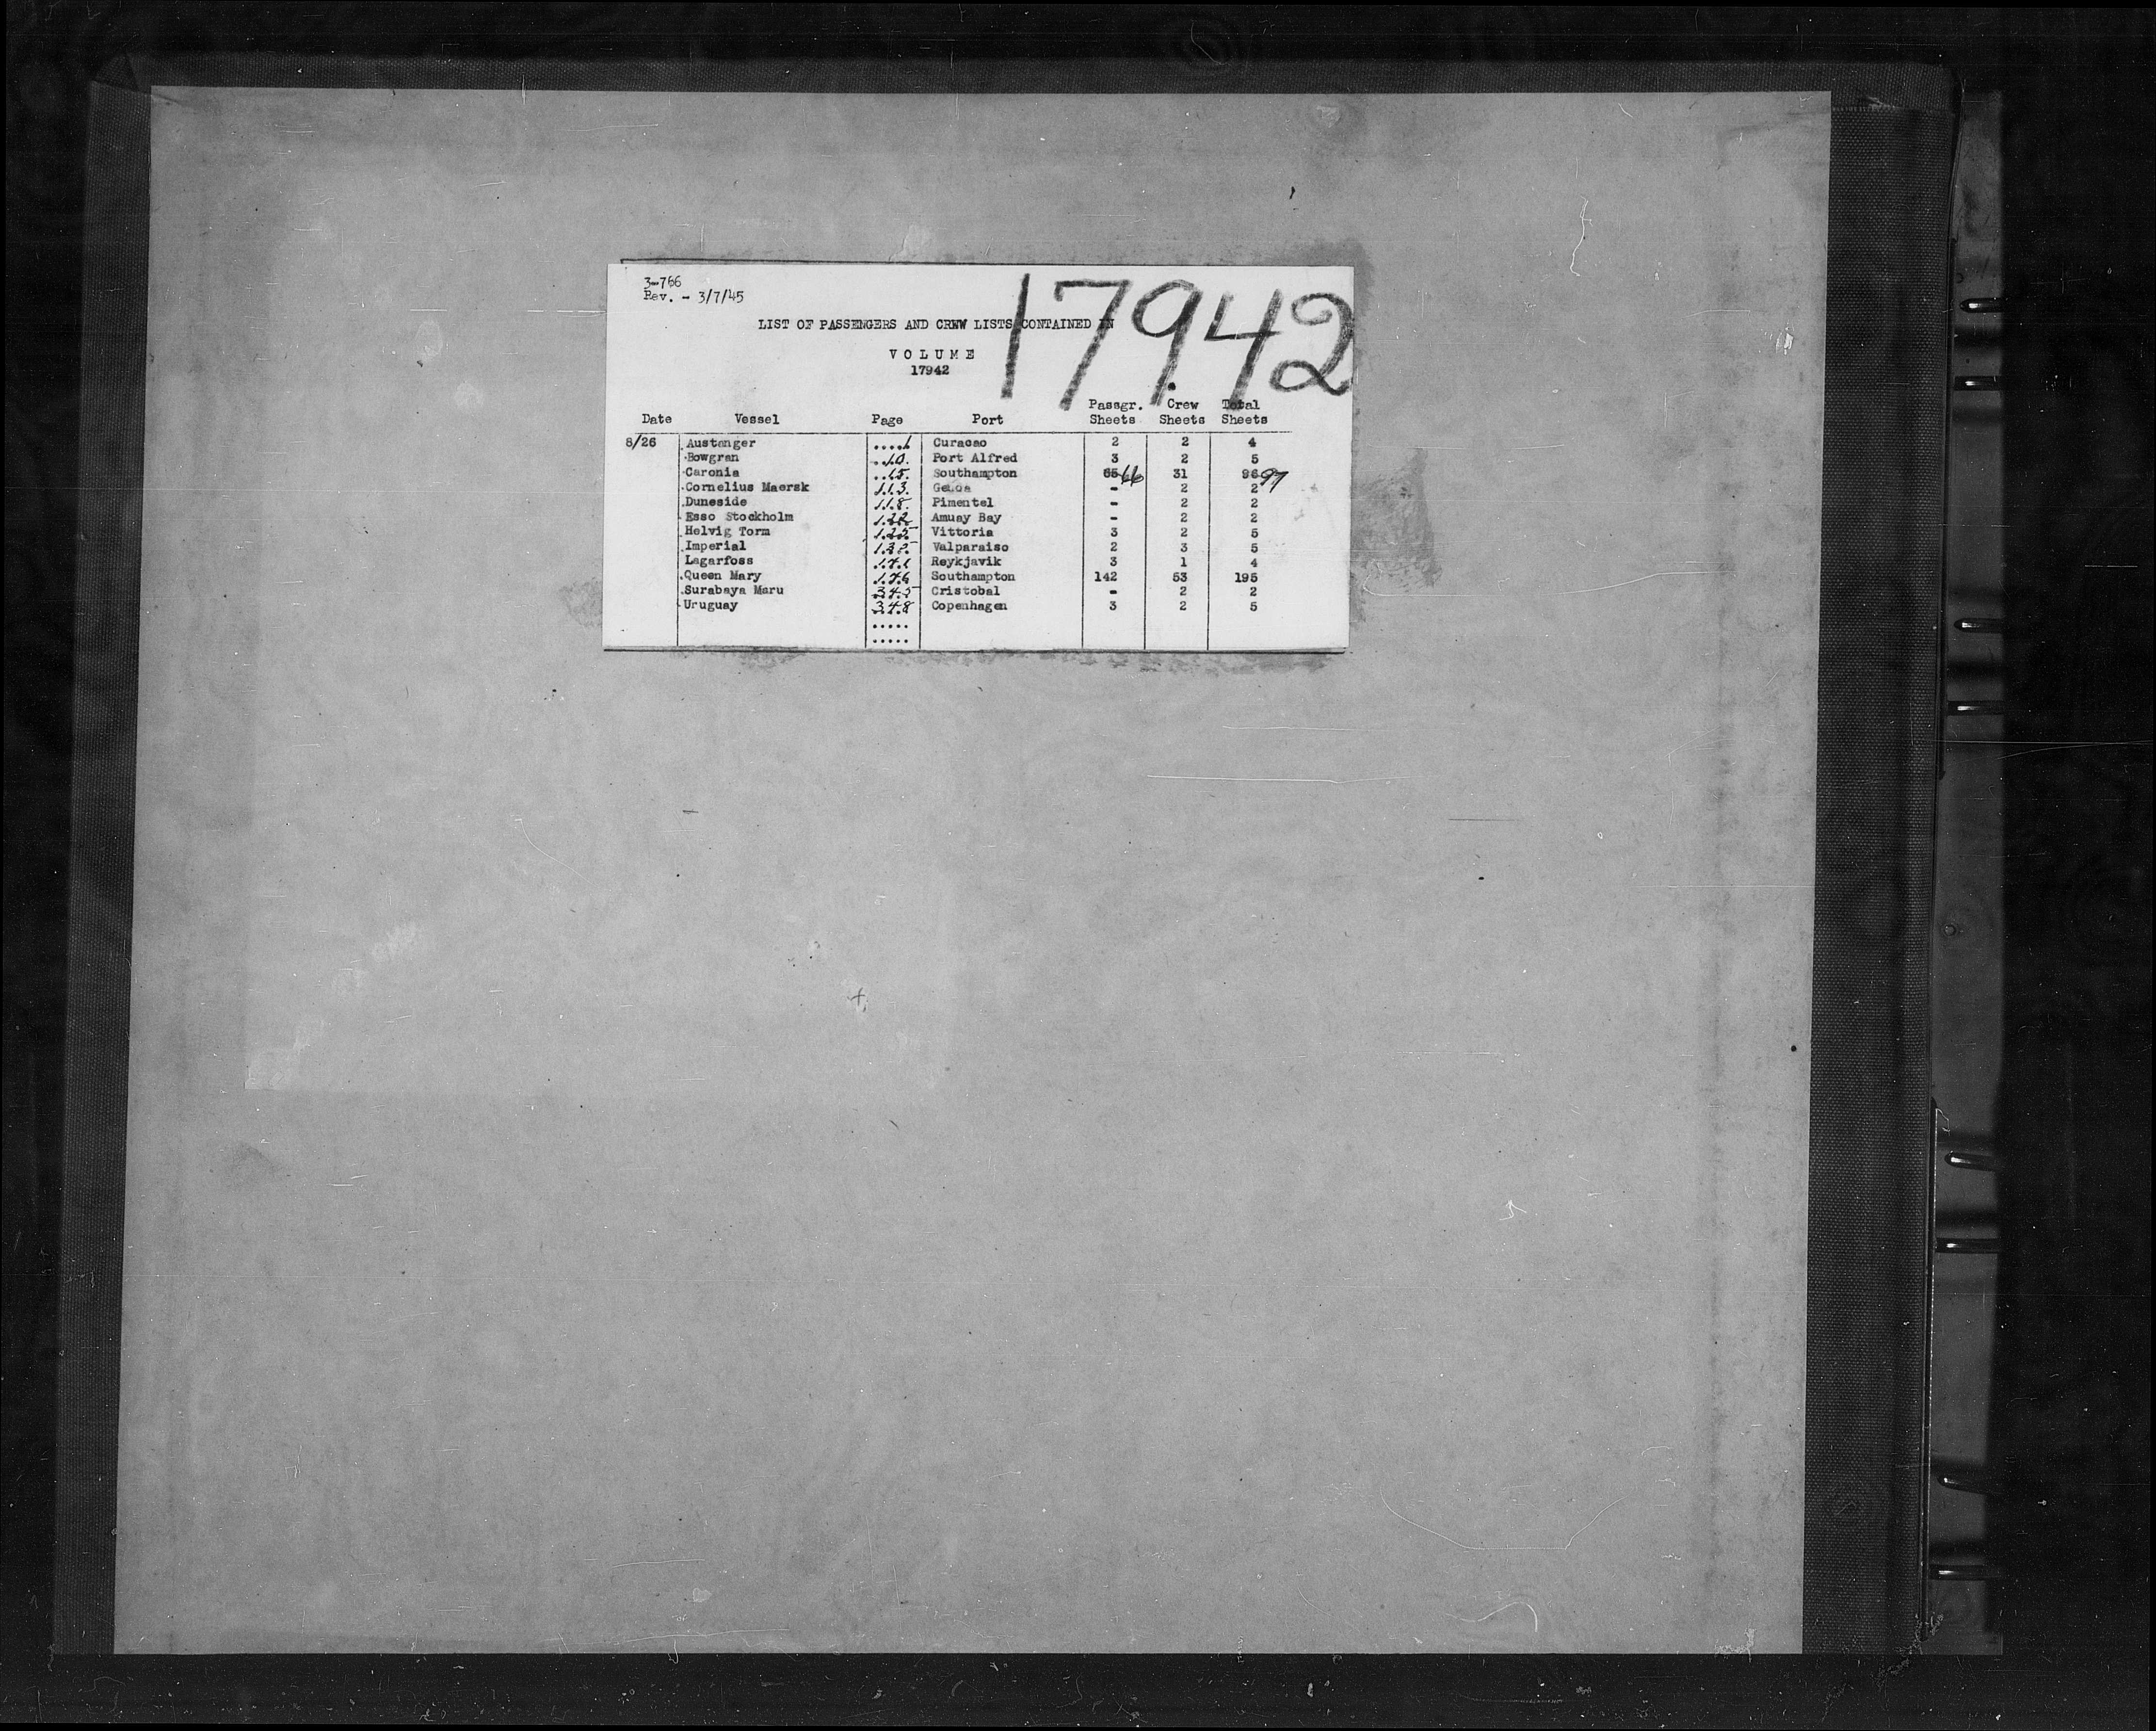 3-766
Rev. - 3/7/45
17942
LIST OF PASSENGERS AND CREW LISTS CONTAINED IN
VOLUME
17942
Date Vessel Page Port Passgr. Sheets Crew Sheets Total Sheets
8/26 Austanger 1 Curacao 2 2 4
Bowgran 10 Port Alfred 3 2 5
Caronia 15 Southampton 65 66 31 96 97
Cornelius Maersk 113 Genoa - 2 2
Duneside 118 Pimentel - 2 2
Esso Stockholm 122 Amuay Bay - 2 2
Helvig Torm 125 Vittoria 3 2 5
Imperial Valparaiso 2 3 5
Lagarfoss 141 Reykjavik 3 1 4
Queen Mary 146 Southampton 142 53 195
Surabaya Maru 345 Cristobal - 2 2
Uruguay 348 Copenhagen 3 2 5